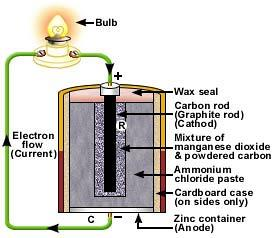 Bulb
+
Wax seal
Carbon rod
(Graphite rod)
(Cathod)
R
Mixture of
manganese dioxide
& powdered carbon
Electron
flow
(Current)
Ammonium
chloride paste
Cardboard case
(on sides only)
C
−
Zinc container
(Anode)